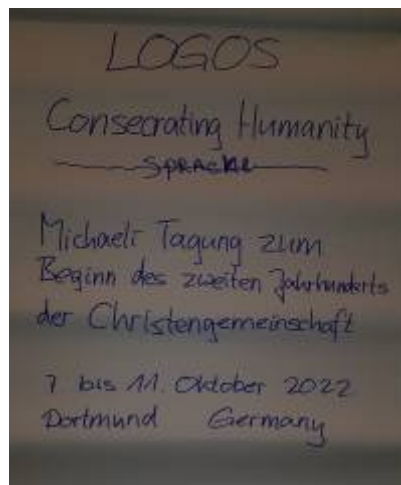 LOGOS
Consecrating Humanity
SPRACHE
Michaeli Tagung zum
Beginn des zweiten Jahrhunderts
der Christengemeinschaft
7. bis 11. Oktober 2022
Dortmund Germany